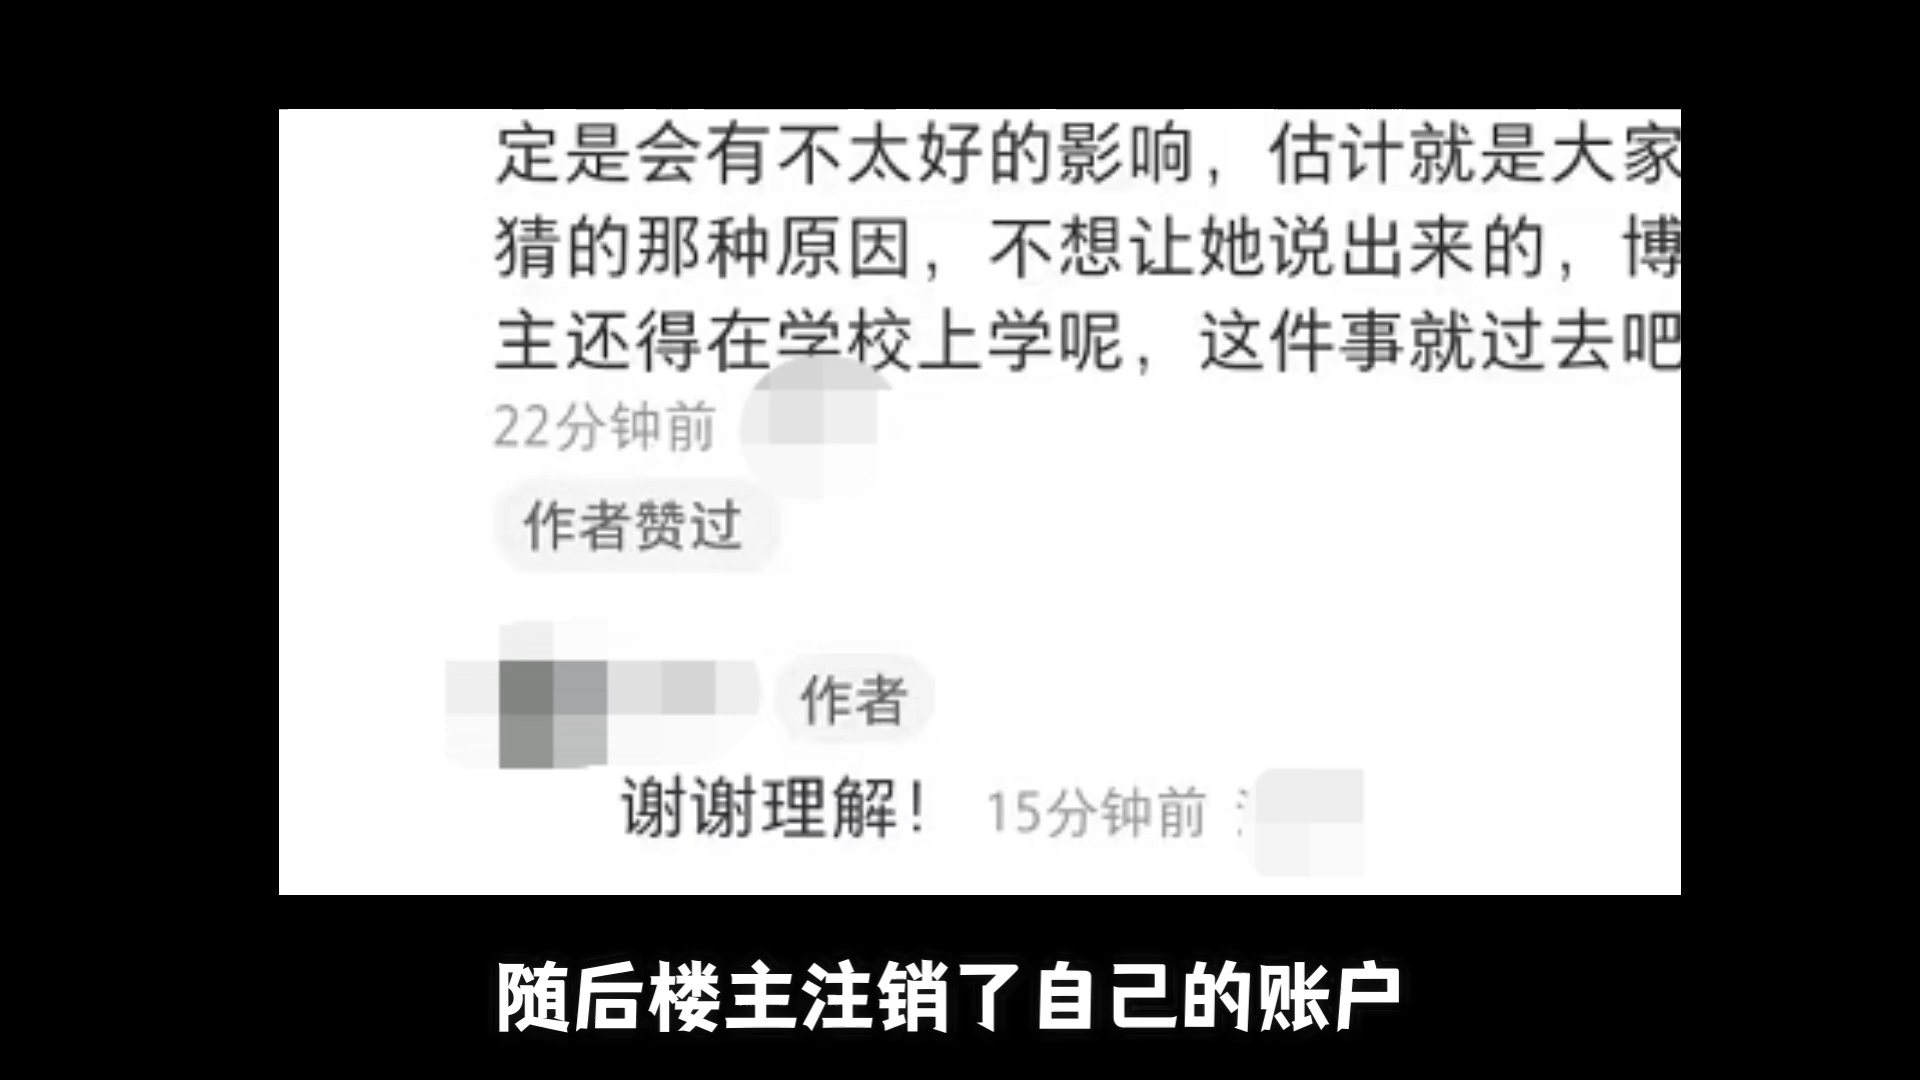 定是会有不太好的影响，估计就是大家
猜的那种原因，不想让她说出来的，博
主还得在学校上学呢，这件事就过去吧
22分钟前
作者赞过
作者
谢谢理解！ 15分钟前
随后楼主注销了自己的账户